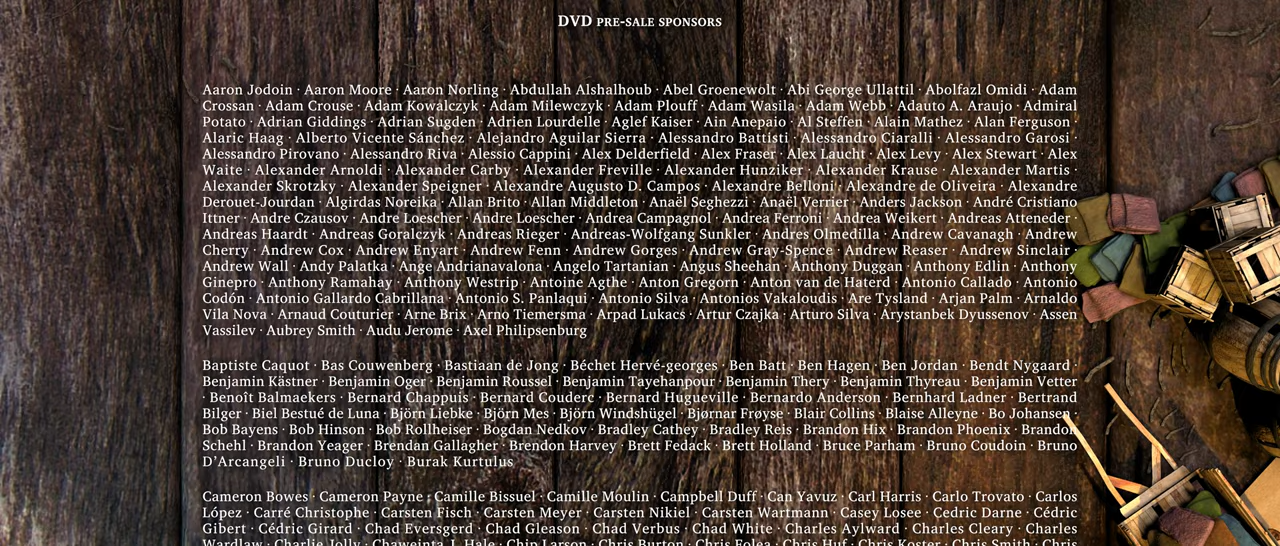 DVD PRE-SALE SPONSORS
Aaron Jodoin · Aaron Moore · Aaron Norling · Abdullah Alshalhoub · Abel Groenewolt · Abi George Ullattil · Abolfazl Omidi · Adam
Crossan · Adam Crouse · Adam Kowalczyk · Adam Milewczyk · Adam Plouff · Adam Wasila · Adam Webb · Adauto A. Araujo · Admiral
Potato · Adrian Giddings · Adrian Sugden · Adrien Lourdelle · Aglef Kaiser · Ain Anepaio · Al Steffen · Alain Mathez · Alan Ferguson ·
Alaric Haag · Alberto Vicente Sánchez · Alejandro Aguilar Sierra · Alessandro Battisti · Alessandro Ciaralli · Alessandro Garosi ·
Alessandro Pirovano · Alessandro Riva · Alessio Cappini · Alex Delderfield · Alex Fraser · Alex Laucht · Alex Levy · Alex Stewart · Alex
Waite · Alexander Arnoldi · Alexander Carby · Alexander Freville · Alexander Hunziker · Alexander Krause · Alexander Martis ·
Alexander Skrotzky · Alexander Speigner · Alexandre Augusto D. Campos · Alexandre Belloni · Alexandre de Oliveira · Alexandre
Derouet-Jourdan · Algirdas Noreika · Allan Brito · Allan Middleton · Anaël Seghezzi · Anaël Verrier · Anders Jackson · André Cristiano
Ittner · Andre Czausov · Andre Loescher · Andre Loescher · Andrea Campagnol · Andrea Ferroni · Andrea Weikert · Andreas Atteneder ·
Andreas Haardt · Andreas Goralczyk · Andreas Rieger · Andreas-Wolfgang Sunkler · Andres Olmedilla · Andrew Cavanagh · Andrew
Cherry · Andrew Cox · Andrew Enyart · Andrew Fenn · Andrew Gorges · Andrew Gray-Spence · Andrew Reaser · Andrew Sinclair ·
Andrew Wall · Andy Palatka · Ange Andrianavalona · Angelo Tartanian · Angus Sheehan · Anthony Duggan · Anthony Edlin · Anthony
Ginepro · Anthony Ramahay · Anthony Westrip · Antoine Agthe · Anton Gregorn · Anton van de Haterd · Antonio Callado · Antonio
Codón · Antonio Gallardo Cabrillana · Antonio S. Panlaqui · Antonio Silva · Antonios Vakaloudis · Are Tysland · Arjan Palm · Arnaldo
Vila Nova · Arnaud Couturier · Arne Brix · Arno Tiemersma · Arpad Lukacs · Artur Czajka · Arturo Silva · Arystanbek Dyussenov · Assen
Vassilev · Aubrey Smith · Audu Jerome · Axel Philipsenburg
Baptiste Caquot · Bas Couwenberg · Bastiaan de Jong · Béchet Hervé-georges · Ben Batt · Ben Hagen · Ben Jordan · Bendt Nygaard ·
Benjamin Kästner · Benjamin Oger · Benjamin Roussel · Benjamin Tayehanpour · Benjamin Thery · Benjamin Thyreau · Benjamin Vetter
· Benoît Balmaekers · Bernard Chappuis · Bernard Couderc · Bernard Hugueville · Bernardo Anderson · Bernhard Ladner · Bertrand
Bilger · Biel Bestué de Luna · Björn Liebke · Björn Mes · Björn Windshügel · Bjørnar Frøyse · Blair Collins · Blaise Alleyne · Bo Johansen ·
Bob Bayens · Bob Hinson · Bob Rollheiser · Bogdan Nedkov · Bradley Cathey · Bradley Reis · Brandon Hix · Brandon Phoenix · Brandon
Schehl · Brandon Yeager · Brendan Gallagher · Brendon Harvey · Brett Fedack · Brett Holland · Bruce Parham · Bruno Coudoin · Bruno
D'Arcangeli · Bruno Ducloy · Burak Kurtulus
Cameron Bowes · Cameron Payne · Camille Bissuel · Camille Moulin · Campbell Duff · Can Yavuz · Carl Harris · Carlo Trovato · Carlos
López · Carré Christophe · Carsten Fisch · Carsten Meyer · Carsten Nikiel · Carsten Wartmann · Casey Losee · Cedric Darne · Cédric
Gibert · Cédric Girard · Chad Eversgerd · Chad Gleason · Chad Verbus · Chad White · Charles Aylward · Charles Cleary · Charles
Wardlaw · Charlie Jolly · Chaweinta J. Hale · Chip Larson · Chris Burton · Chris Folea · Chris Huf · Chris Koster · Chris Smith · Chris